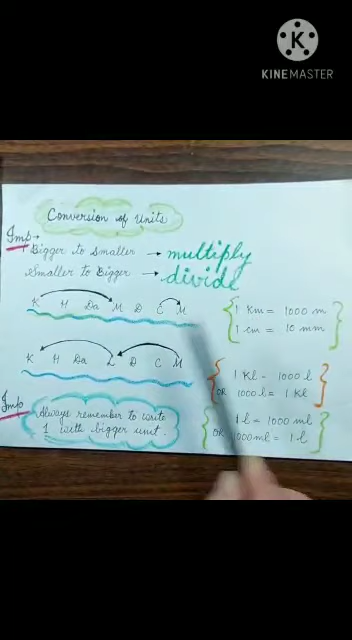 K
KINEMASTER
Conversion of Units
Imp →
Bigger to Smaller → multiply
Smaller to Bigger → divide
K H Da M D C M
1 Km = 1000 m
1 cm = 10 mm
K H Da L D C M
1 Kl = 1000 l
OR 1000 l = 1 Kl
Imp
Always remember to write
1 with bigger unit.
1 l = 1000 ml
OR 1000 ml = 1 l